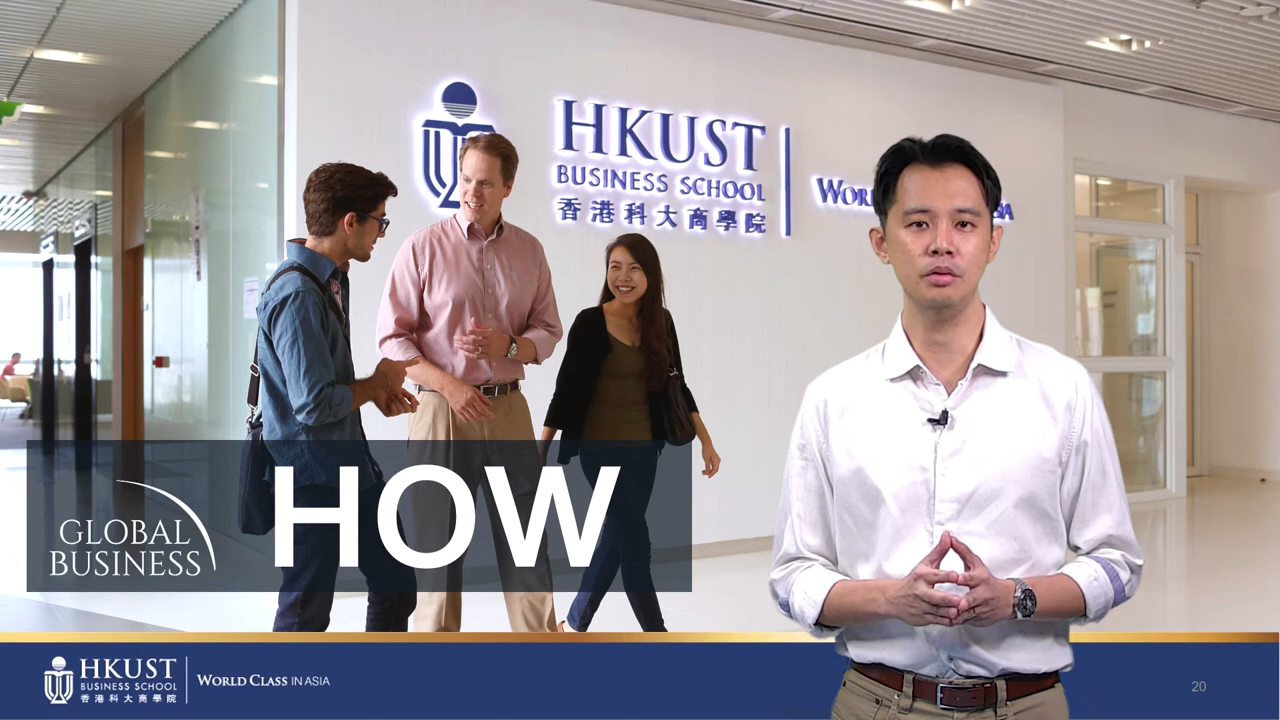 HKUST
BUSINESS SCHOOL
香港科大商學院
GLOBAL
BUSINESS
HOW
HKUST
BUSINESS SCHOOL
香港科大商學院
WORLD CLASS IN ASIA
20